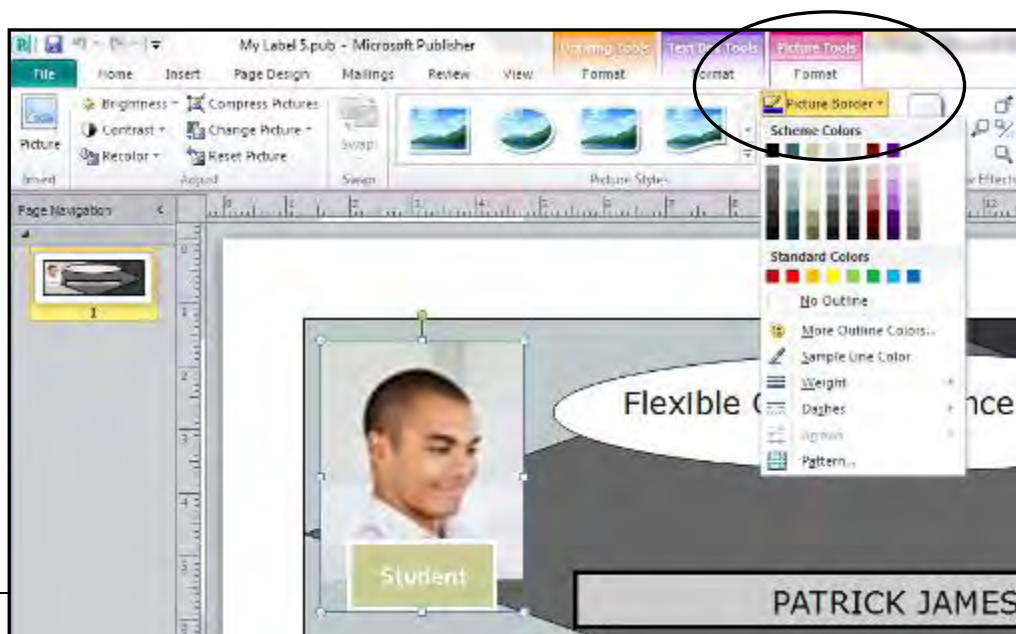 My Label 5.pub - Microsoft Publisher Drawing Tools Text Box Tools Picture Tools
File Home Insert Page Design Mailings Review View Format Format Format
Brightness Compress Pictures Picture Border
Contrast Change Picture Swap
Picture Recolor Reset Picture
Insert Adjust Swap Picture Styles
Scheme Colors
Page Navigation
Standard Colors
No Outline
More Outline Colors...
Sample Line Color
Weight
Dashes
Arrows
Pattern...
1
Flexible
nce
Student
PATRICK JAMES